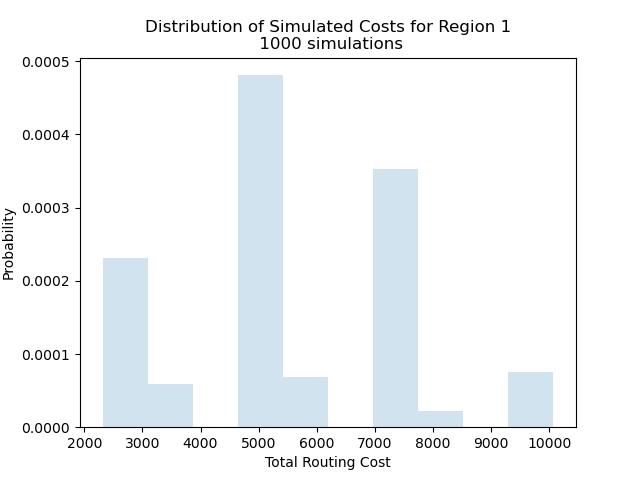 Distribution of Simulated Costs for Region 1
1000 simulations
0.0005
0.0004
0.0003
0.0002
0.0001
0.0000
Probability
2000 3000 4000 5000 6000 7000 8000 9000 10000
Total Routing Cost